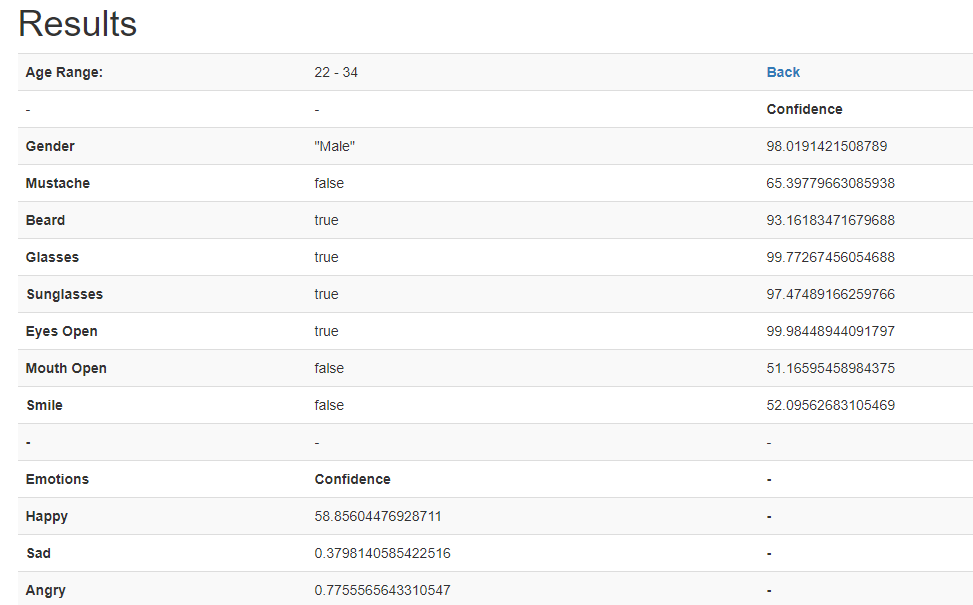 Results
Age Range: 22 - 34 Back
- - Confidence
Gender "Male" 98.0191421508789
Mustache false 65.39779663085938
Beard true 93.16183471679688
Glasses true 99.77267456054688
Sunglasses true 97.47489166259766
Eyes Open true 99.98448944091797
Mouth Open false 51.16595458984375
Smile false 52.09562683105469
- - -
Emotions Confidence -
Happy 58.85604476928711 -
Sad 0.3798140585422516 -
Angry 0.7755565643310547 -